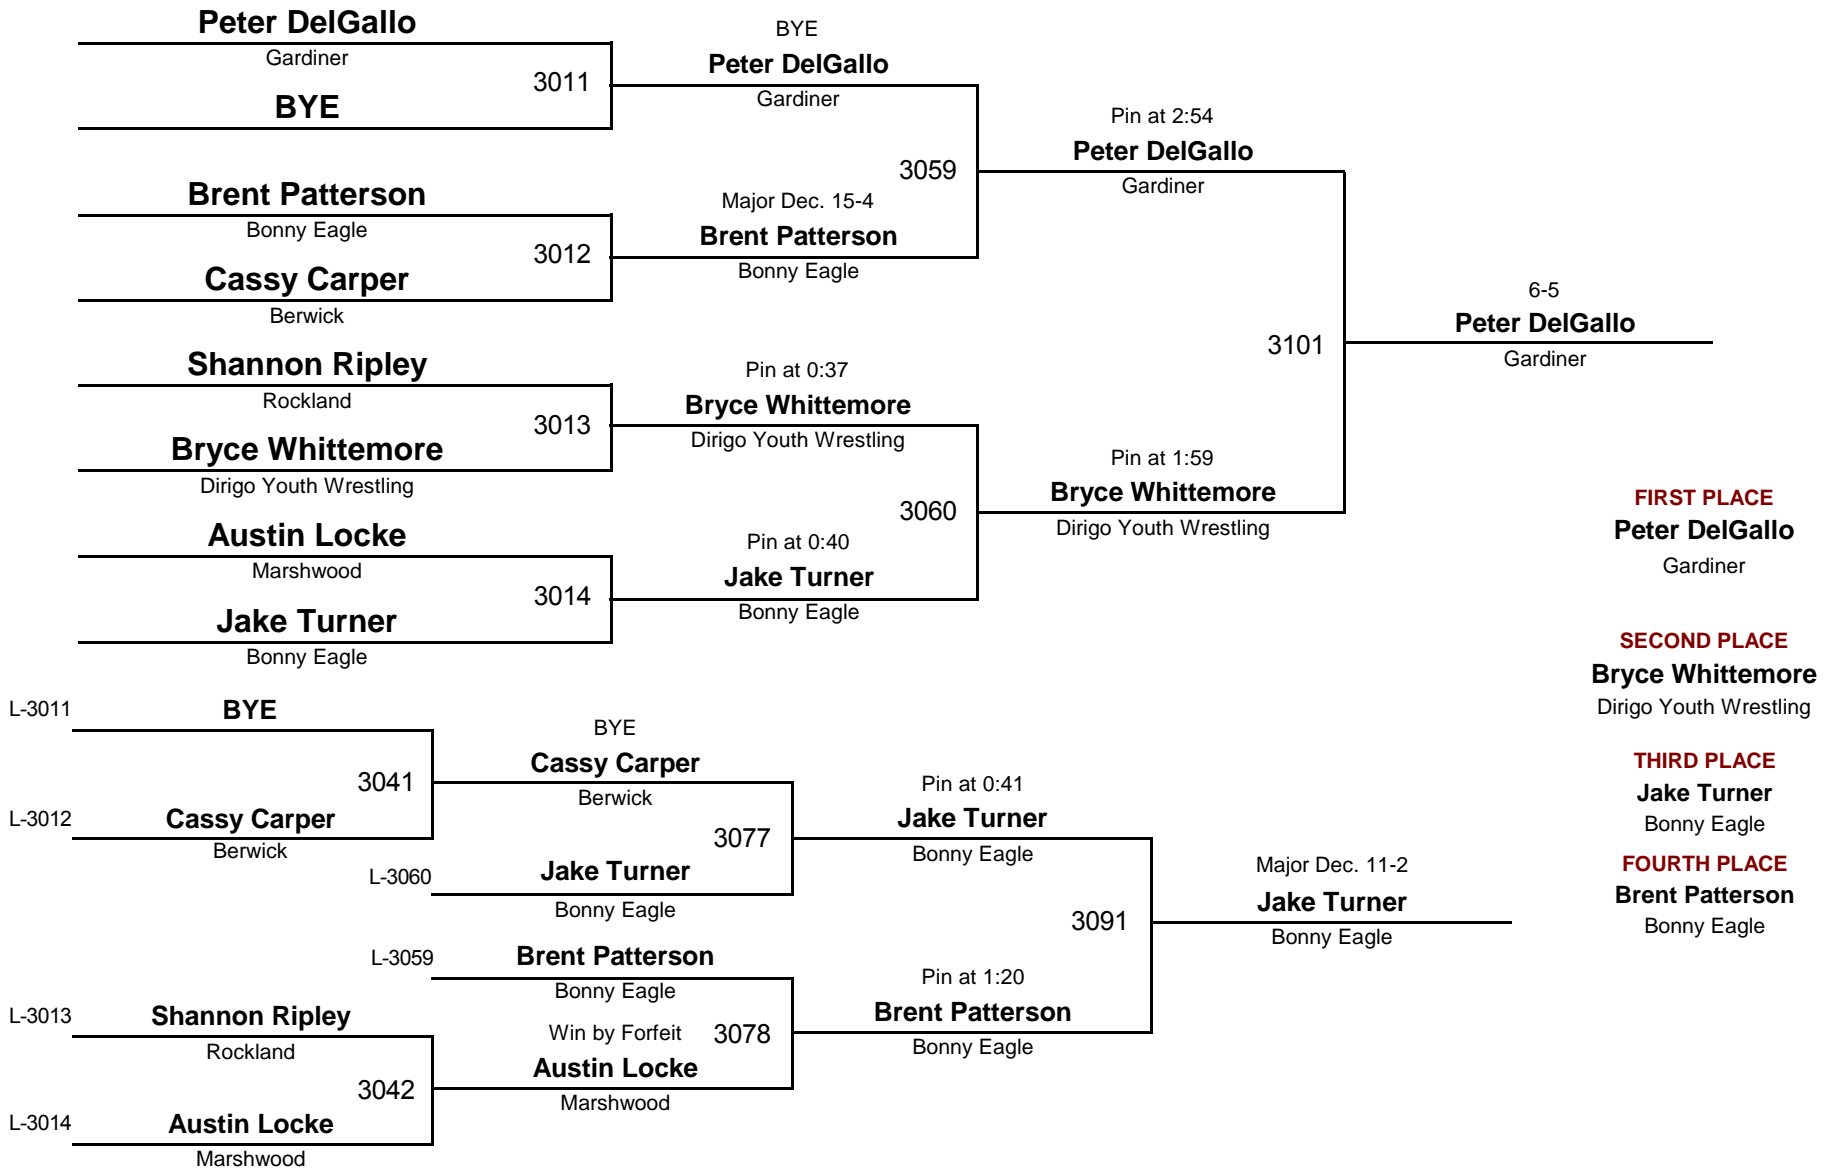 Peter DelGallo
Gardiner
3011
BYE
Brent Patterson
Bonny Eagle
3012
Cassy Carper
Berwick
Shannon Ripley
Rockland
3013
Bryce Whittemore
Dirigo Youth Wrestling
Austin Locke
Marshwood
3014
Jake Turner
Bonny Eagle
BYE
Peter DelGallo
Gardiner
3059
Major Dec. 15-4
Brent Patterson
Bonny Eagle
Pin at 0:37
Bryce Whittemore
Dirigo Youth Wrestling
3060
Pin at 0:40
Jake Turner
Bonny Eagle
Pin at 2:54
Peter DelGallo
Gardiner
3101
Pin at 1:59
Bryce Whittemore
Dirigo Youth Wrestling
6-5
Peter DelGallo
Gardiner
L-3011
BYE
3041
L-3012
Cassy Carper
Berwick
L-3013
Shannon Ripley
Rockland
3042
L-3014
Austin Locke
Marshwood
BYE
Cassy Carper
Berwick
3077
L-3060
Jake Turner
Bonny Eagle
L-3059
Brent Patterson
Bonny Eagle
Win by Forfeit
3078
Austin Locke
Marshwood
Pin at 0:41
Jake Turner
Bonny Eagle
3091
Pin at 1:20
Brent Patterson
Bonny Eagle
Major Dec. 11-2
Jake Turner
Bonny Eagle
FIRST PLACE
Peter DelGallo
Gardiner
SECOND PLACE
Bryce Whittemore
Dirigo Youth Wrestling
THIRD PLACE
Jake Turner
Bonny Eagle
FOURTH PLACE
Brent Patterson
Bonny Eagle